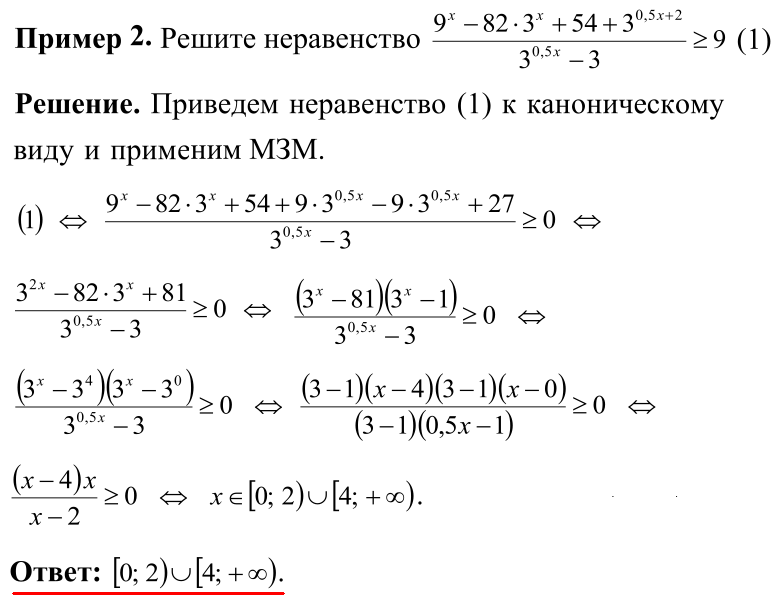 Пример 2. Решите неравенство \frac{9^x - 82 \cdot 3^x + 54 + 3^{0,5x+2}}{3^{0,5x} - 3} \geq 9 (1)
Решение. Приведем неравенство (1) к каноническому
виду и применим МЗМ.
(1) \Leftrightarrow \frac{9^x - 82 \cdot 3^x + 54 + 9 \cdot 3^{0,5x} - 9 \cdot 3^{0,5x} + 27}{3^{0,5x} - 3} \geq 0 \Leftrightarrow
\frac{3^{2x} - 82 \cdot 3^x + 81}{3^{0,5x} - 3} \geq 0 \Leftrightarrow \frac{(3^x - 81)(3^x - 1)}{3^{0,5x} - 3} \geq 0 \Leftrightarrow
\frac{(3^x - 3^4)(3^x - 3^0)}{3^{0,5x} - 3} \geq 0 \Leftrightarrow \frac{(3-1)(x-4)(3-1)(x-0)}{(3-1)(0,5x-1)} \geq 0 \Leftrightarrow
\frac{(x-4)x}{x-2} \geq 0 \Leftrightarrow x \in [0; 2) \cup [4; +\infty).
Ответ: [0; 2) \cup [4; +\infty).